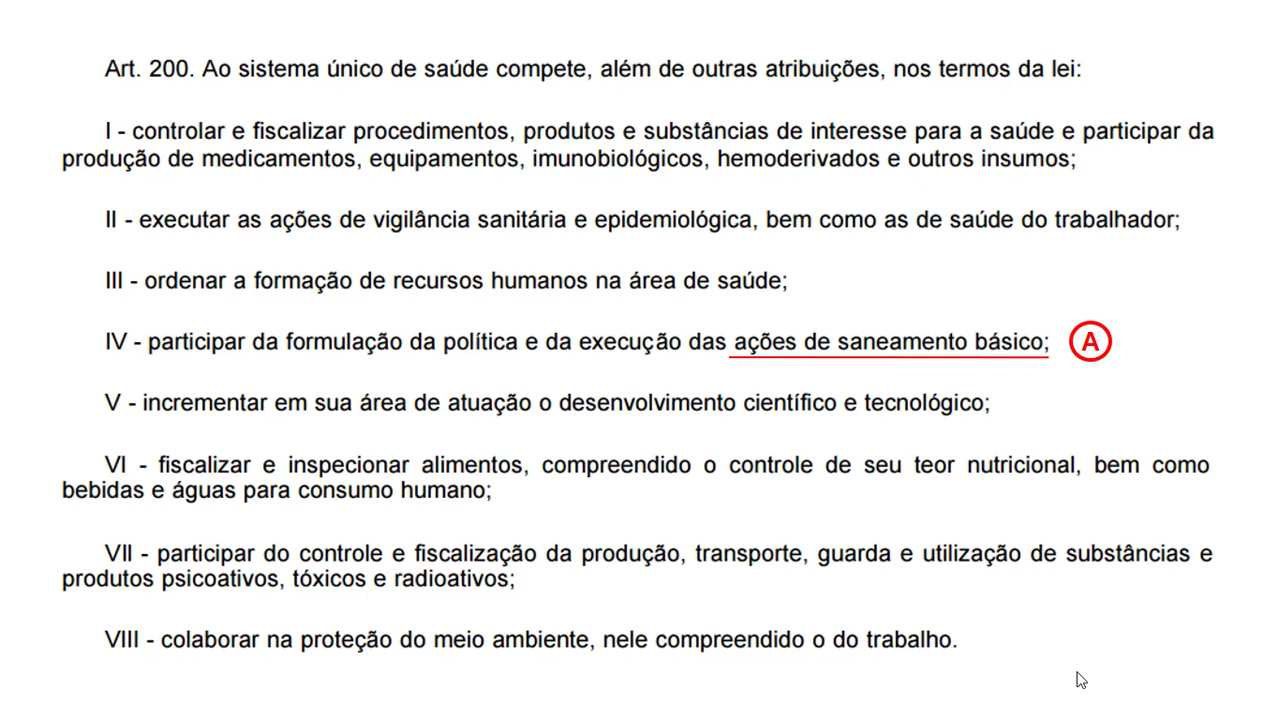 Art. 200. Ao sistema único de saúde compete, além de outras atribuições, nos termos da lei:
I - controlar e fiscalizar procedimentos, produtos e substâncias de interesse para a saúde e participar da
produção de medicamentos, equipamentos, imunobiológicos, hemoderivados e outros insumos;
II - executar as ações de vigilância sanitária e epidemiológica, bem como as de saúde do trabalhador;
III - ordenar a formação de recursos humanos na área de saúde;
IV - participar da formulação da política e da execução das ações de saneamento básico; A
V - incrementar em sua área de atuação o desenvolvimento científico e tecnológico;
VI - fiscalizar e inspecionar alimentos, compreendido o controle de seu teor nutricional, bem como
bebidas e águas para consumo humano;
VII - participar do controle e fiscalização da produção, transporte, guarda e utilização de substâncias e
produtos psicoativos, tóxicos e radioativos;
VIII - colaborar na proteção do meio ambiente, nele compreendido o do trabalho.